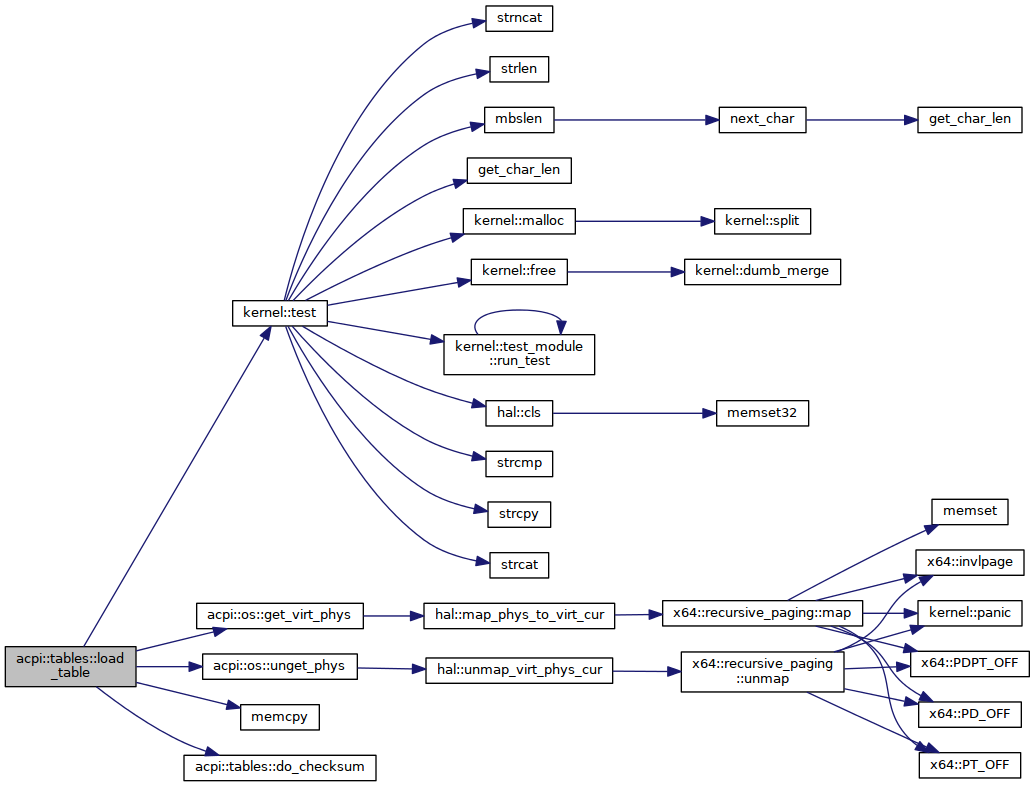 strncat
strlen
mbslen
next_char
get_char_len
get_char_len
kernel::malloc
kernel::split
kernel::free
kernel::dumb_merge
kernel::test
kernel::test_module
::run_test
hal::cls
memset32
strcmp
strcpy
memset
strcat
x64::invlpage
acpi::os::get_virt_phys
hal::map_phys_to_virt_cur
x64::recursive_paging::map
kernel::panic
acpi::tables::load
_table
acpi::os::unget_phys
hal::unmap_virt_phys_cur
x64::recursive_paging
::unmap
x64::PDPT_OFF
memcpy
x64::PD_OFF
acpi::tables::do_checksum
x64::PT_OFF